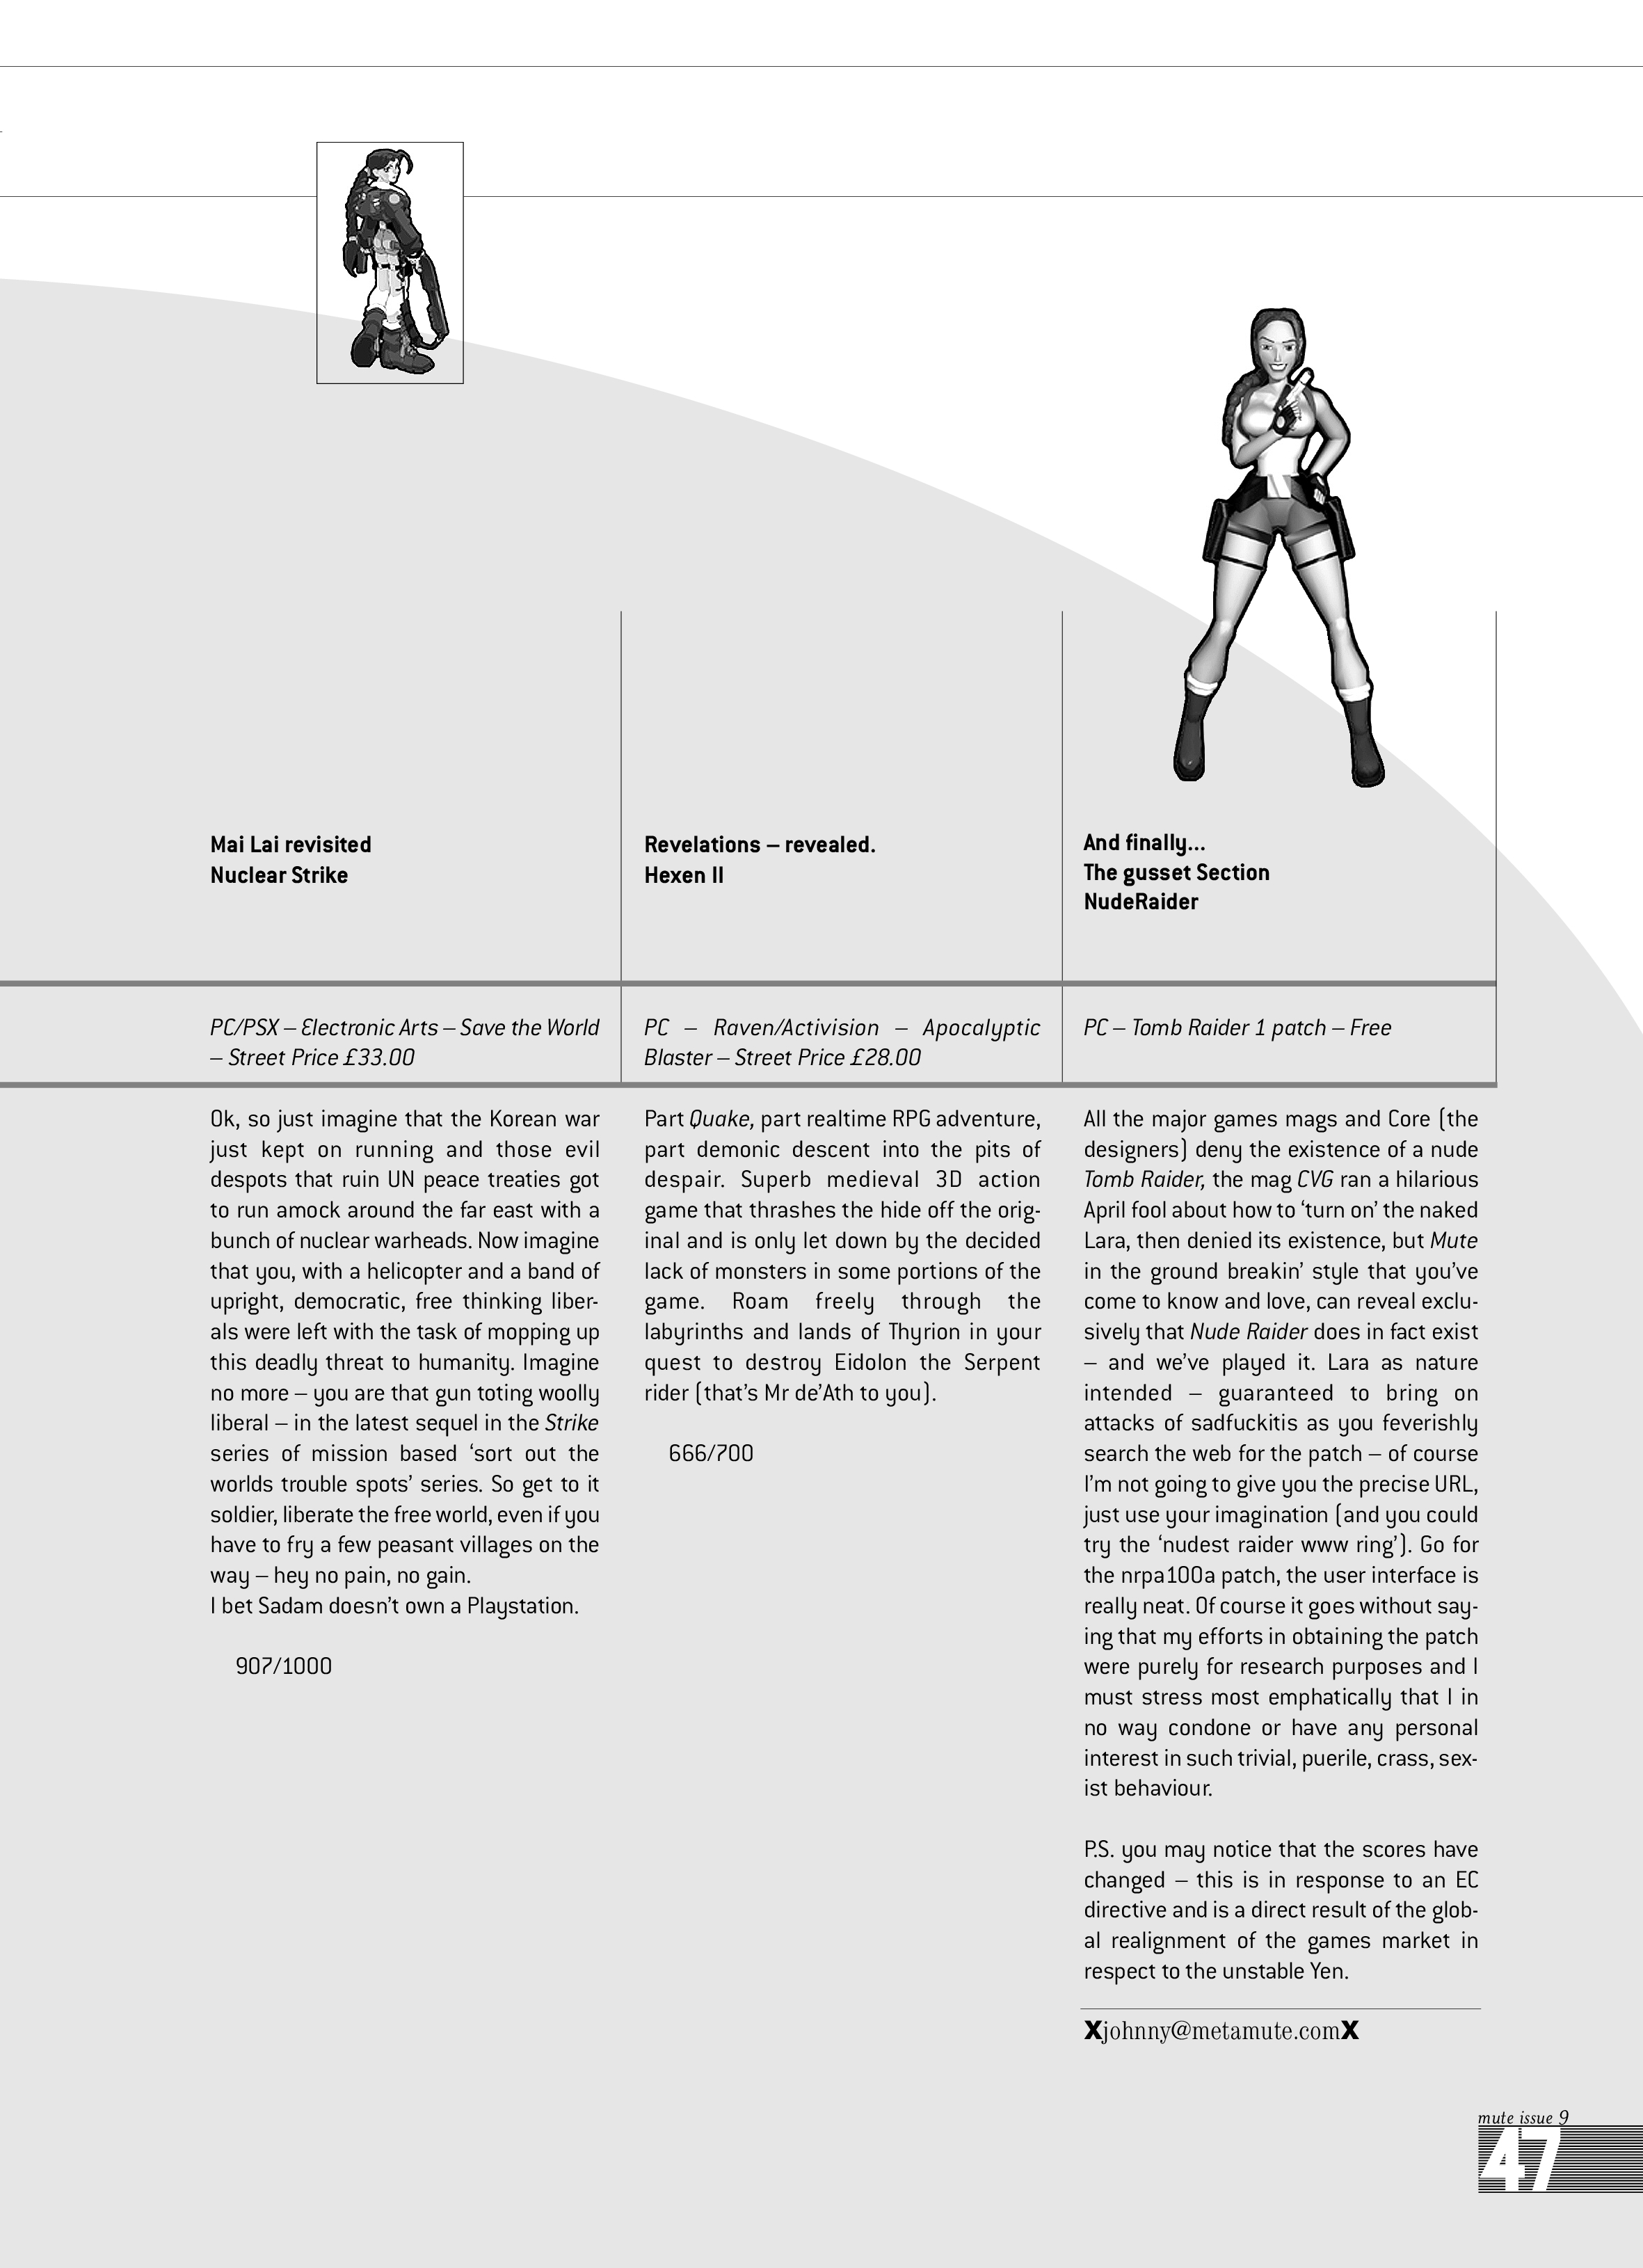 Mai Lai revisited
Nuclear Strike
PC/PSX – Electronic Arts – Save the World
– Street Price £33.00
Ok, so just imagine that the Korean war
just kept on running and those evil
despots that ruin UN peace treaties got
to run amock around the far east with a
bunch of nuclear warheads. Now imagine
that you, with a helicopter and a band of
upright, democratic, free thinking liber-
als were left with the task of mopping up
this deadly threat to humanity. Imagine
no more – you are that gun toting woolly
liberal – in the latest sequel in the Strike
series of mission based ‘sort out the
worlds trouble spots’ series. So get to it
soldier, liberate the free world, even if you
have to fry a few peasant villages on the
way – hey no pain, no gain.
I bet Sadam doesn’t own a Playstation.
907/1000
Revelations – revealed.
Hexen II
PC – Raven/Activision – Apocalyptic
Blaster – Street Price £28.00
Part Quake, part realtime RPG adventure,
part demonic descent into the pits of
despair. Superb medieval 3D action
game that thrashes the hide off the orig-
inal and is only let down by the decided
lack of monsters in some portions of the
game. Roam freely through the
labyrinths and lands of Thyrion in your
quest to destroy Eidolon the Serpent
rider (that’s Mr de’Ath to you).
666/700
And finally...
The gusset Section
NudeRaider
PC – Tomb Raider 1 patch – Free
All the major games mags and Core (the
designers) deny the existence of a nude
Tomb Raider, the mag CVG ran a hilarious
April fool about how to ‘turn on’ the naked
Lara, then denied its existence, but Mute
in the ground breakin’ style that you’ve
come to know and love, can reveal exclu-
sively that Nude Raider does in fact exist
– and we’ve played it. Lara as nature
intended – guaranteed to bring on
attacks of sadfuckitis as you feverishly
search the web for the patch – of course
I’m not going to give you the precise URL,
just use your imagination (and you could
try the ‘nudest raider www ring’). Go for
the nrpa100a patch, the user interface is
really neat. Of course it goes without say-
ing that my efforts in obtaining the patch
were purely for research purposes and I
must stress most emphatically that I in
no way condone or have any personal
interest in such trivial, puerile, crass, sex-
ist behaviour.
P.S. you may notice that the scores have
changed – this is in response to an EC
directive and is a direct result of the glob-
al realignment of the games market in
respect to the unstable Yen.
Xjohnny@metamute.comX
mute issue 9
47